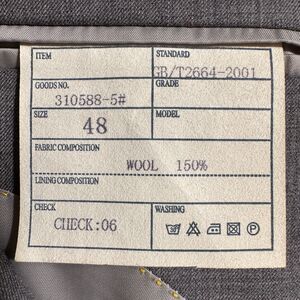 ITEM STANDARD
GB/T2664-2001
GOODS NO. GRADE
310588-5#
SIZE MODEL
48
FABRIC COMPOSITION
WOOL 150%
LINING COMPOSITION
CHECK WASHING
CHECK:06